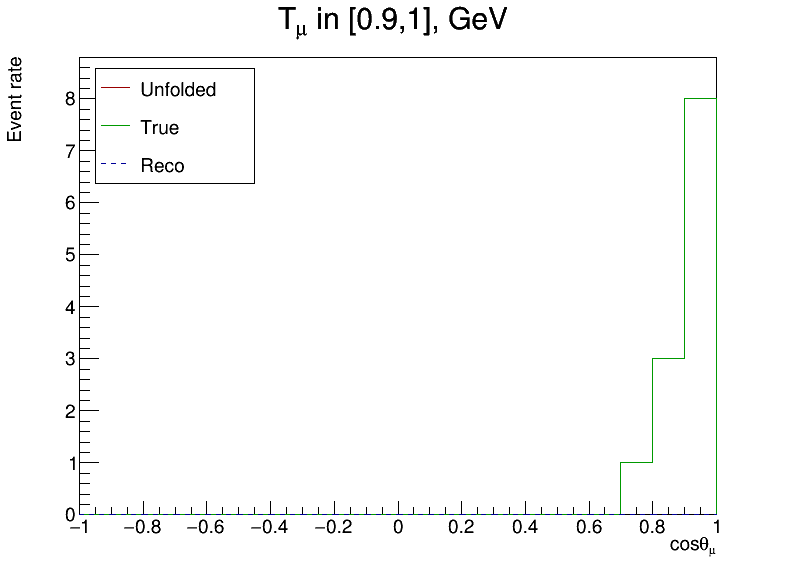 T_μ in [0.9,1], GeV
Event rate
Unfolded
True
Reco
8
7
6
5
4
3
2
1
0
−1 −0.8 −0.6 −0.4 −0.2 0 0.2 0.4 0.6 0.8 1
cosθ_μ